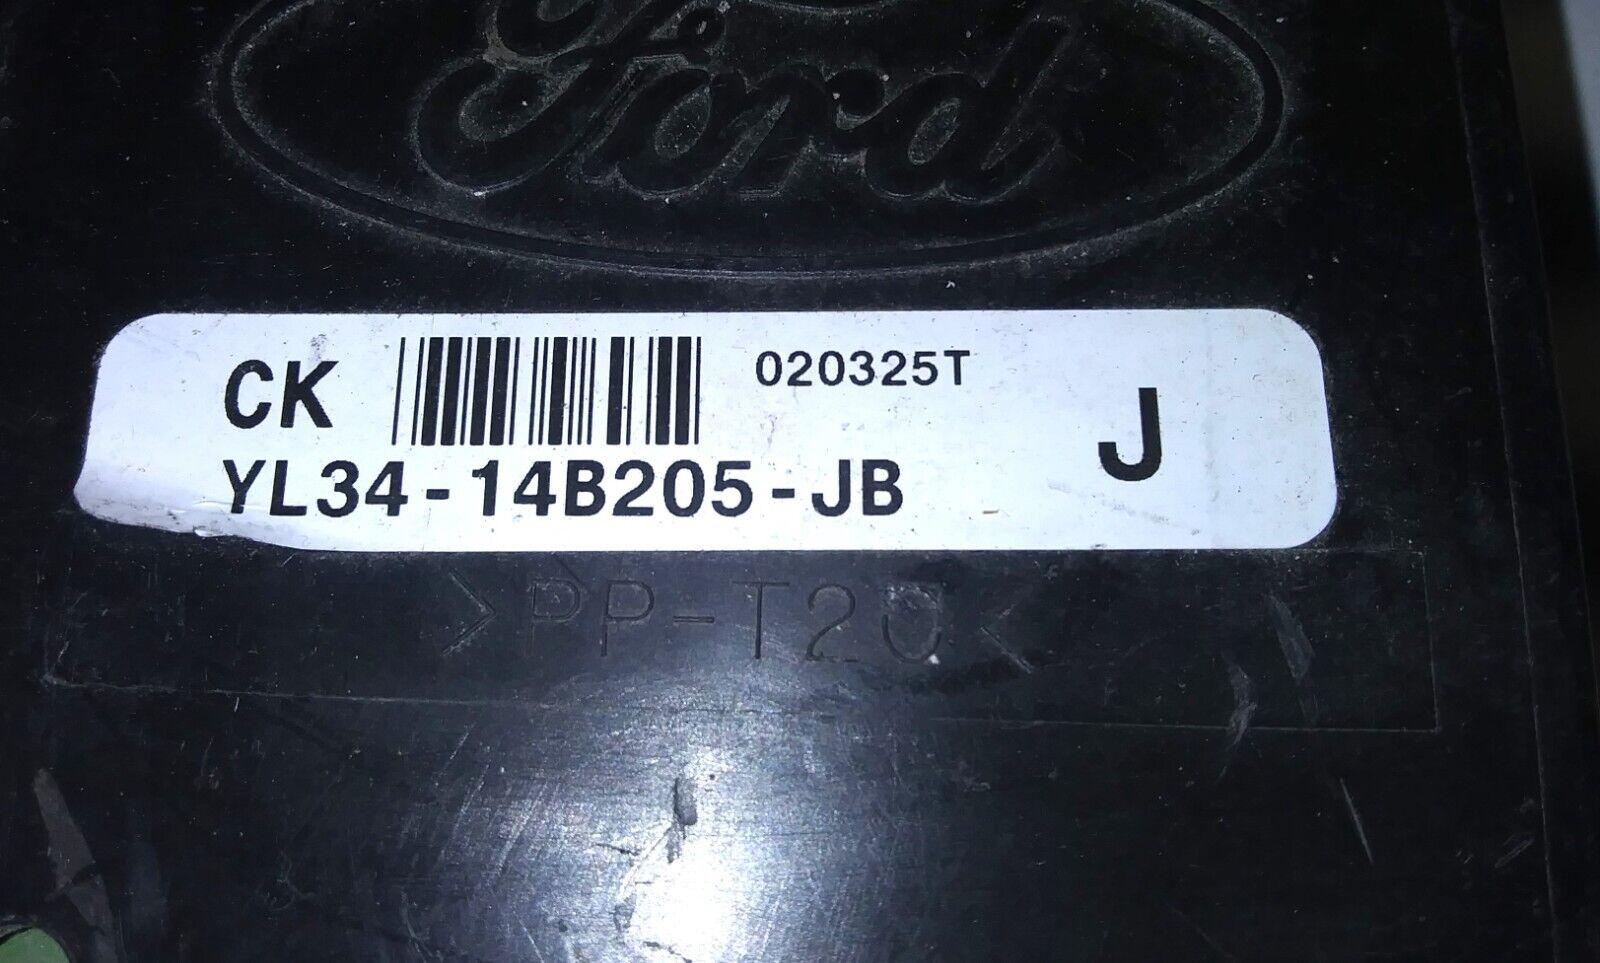 Ford
CK 020325T
J
YL34-14B205-JB
>PP-T20<